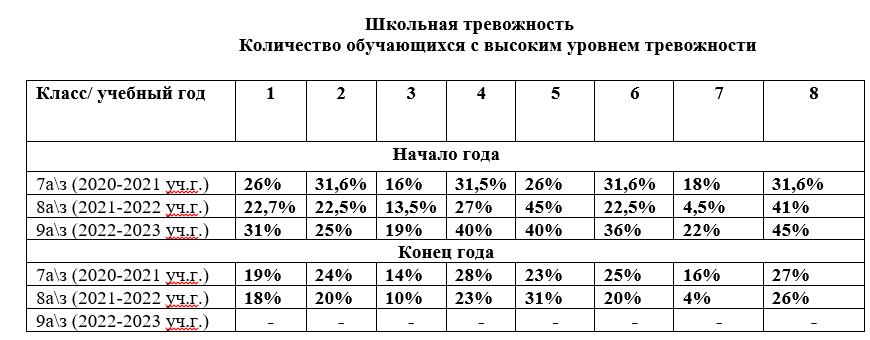 Школьная тревожность
Количество обучающихся с высоким уровнем тревожности
Класс/ учебный год 1 2 3 4 5 6 7 8
Начало года
7а\з (2020-2021 уч.г.) 26% 31,6% 16% 31,5% 26% 31,6% 18% 31,6%
8а\з (2021-2022 уч.г.) 22,7% 22,5% 13,5% 27% 45% 22,5% 4,5% 41%
9а\з (2022-2023 уч.г.) 31% 25% 19% 40% 40% 36% 22% 45%
Конец года
7а\з (2020-2021 уч.г.) 19% 24% 14% 28% 23% 25% 16% 27%
8а\з (2021-2022 уч.г.) 18% 20% 10% 23% 31% 20% 4% 26%
9а\з (2022-2023 уч.г.) - - - - - - - -